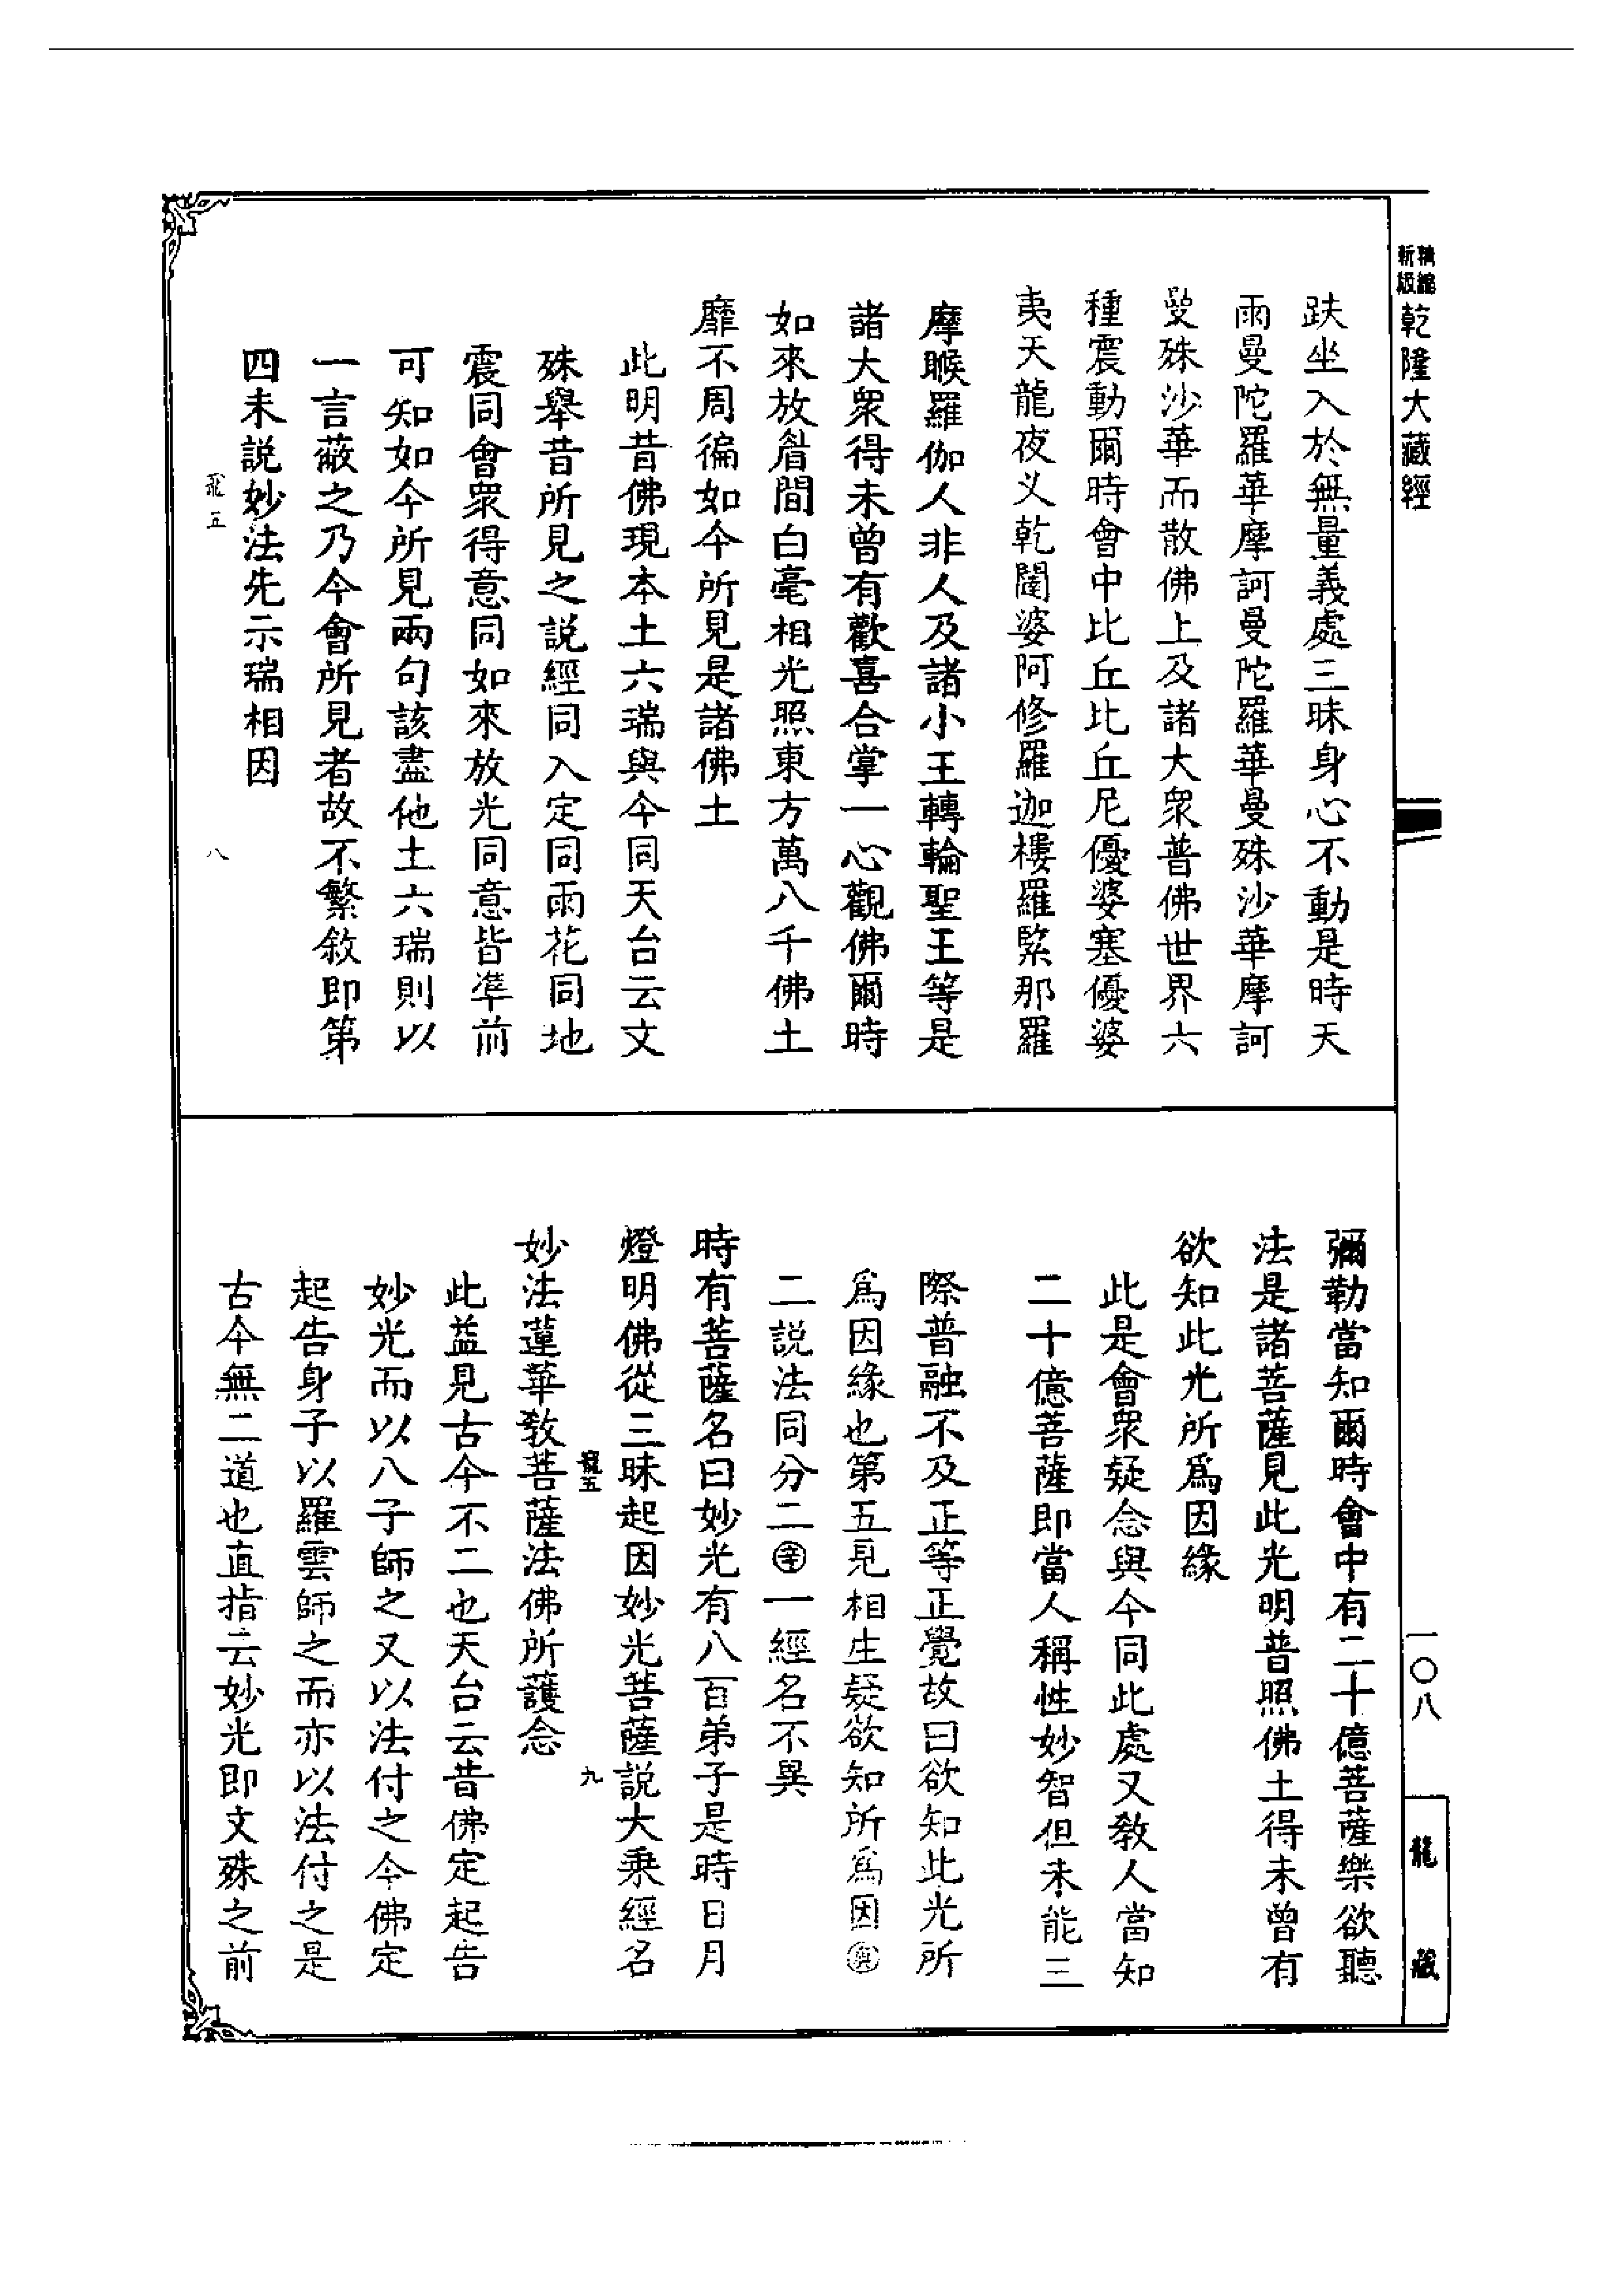 精縮
新版
乾隆大藏經
趺坐入於無量義處三昧身心不動是時天
雨曼陀羅華摩訶曼陀羅華曼殊沙華摩訶
曼殊沙華而散佛上及諸大眾普佛世界六
種震動爾時會中比丘比丘尼優婆塞優婆
夷天龍夜义乾闥婆阿修羅迦樓羅緊那羅
摩睺羅伽人非人及諸小王轉輪聖王等是
諸大眾得未曾有歡喜合掌一心觀佛爾時
如來放眉間白毫相光照東方萬八千佛土
靡不周徧如今所見是諸佛土
此明昔佛現本土六瑞與今同天台云文
殊舉昔所見之說經同入定同雨花同地
震同會眾得意同如來放光同意皆準前
可知如今所見兩句該盡他土六瑞則以
一言蔽之乃今會所見者故不繁敘即第
四未説妙法先示瑞相因
五
八
彌勒當知爾時會中有二十億菩薩樂欲聽
法是諸菩薩見此光明普照佛土得未曾有
欲知此光所為因緣
此是會眾疑念與今同此處又教人當知
二十億菩薩即當人稱性妙智但未能三
際普融不及正等正覺故曰欲知此光所
為因緣也第五見相生疑欲知所為因
二説法同分二一經名不異
時有菩薩名曰妙光有八百弟子是時日月
燈明佛從三昧起因妙光菩薩説大乘經名
五
九
妙法蓮華教菩薩法佛所護念
此益見古今不二也天台云昔佛定起告
妙光而以八子師之又以法付之今佛定
起告身子以羅雲師之而亦以法付之是
古今無二道也直指云妙光即文殊之前
一〇八
龍藏